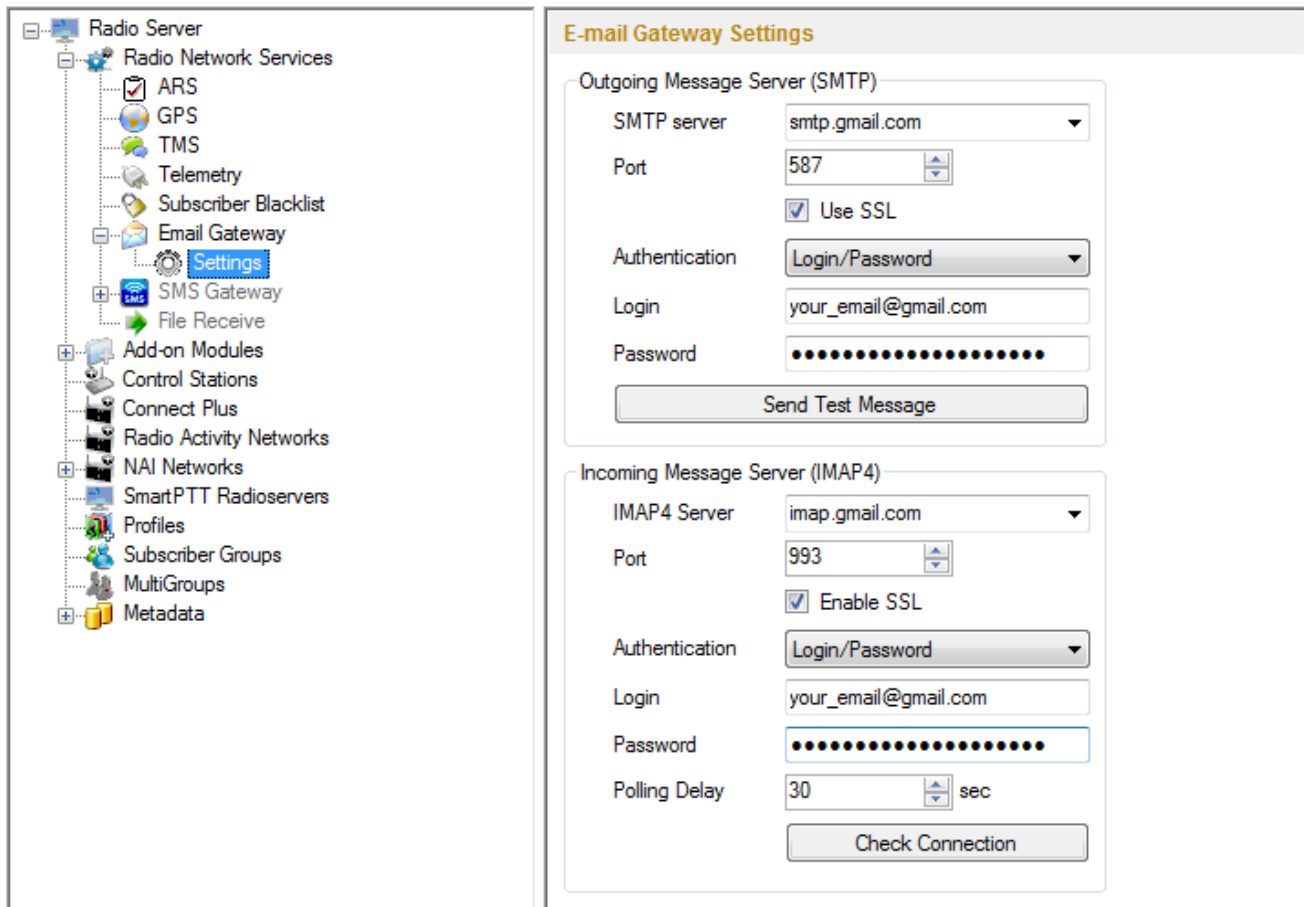 Radio Server
Radio Network Services
ARS
GPS
TMS
Telemetry
Subscriber Blacklist
Email Gateway
Settings
SMS Gateway
File Receive
Add-on Modules
Control Stations
Connect Plus
Radio Activity Networks
NAI Networks
SmartPTT Radioservers
Profiles
Subscriber Groups
MultiGroups
Metadata
E-mail Gateway Settings
Outgoing Message Server (SMTP)
SMTP server smtp.gmail.com
Port 587
Use SSL
Authentication Login/Password
Login your_email@gmail.com
Password ••••••••••••••••••••
Send Test Message
Incoming Message Server (IMAP4)
IMAP4 Server imap.gmail.com
Port 993
Enable SSL
Authentication Login/Password
Login your_email@gmail.com
Password ••••••••••••••••••••
Polling Delay 30 sec
Check Connection